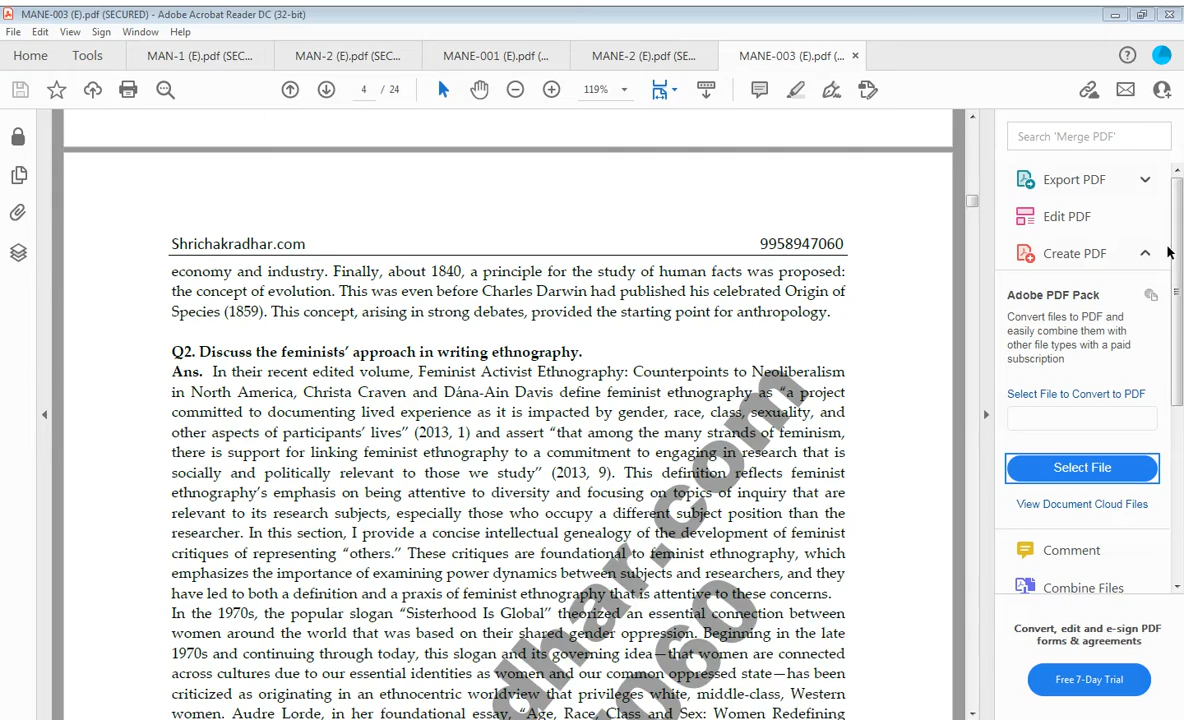 MANE-003 (E).pdf (SECURED) - Adobe Acrobat Reader DC (32-bit)
File Edit View Sign Window Help
Home Tools MAN-1 (E).pdf (SEC... MAN-2 (E).pdf (SEC... MANE-001 (E).pdf (... MANE-2 (E).pdf (SE... MANE-003 (E).pdf (... ×
4 / 24 119%
Search 'Merge PDF'
Export PDF
Edit PDF
Create PDF
Adobe PDF Pack
Convert files to PDF and
easily combine them with
other file types with a paid
subscription
Select File to Convert to PDF
Select File
View Document Cloud Files
Comment
Combine Files
Convert, edit and e-sign PDF
forms & agreements
Free 7-Day Trial
Shrichakradhar.com 9958947060
economy and industry. Finally, about 1840, a principle for the study of human facts was proposed:
the concept of evolution. This was even before Charles Darwin had published his celebrated Origin of
Species (1859). This concept, arising in strong debates, provided the starting point for anthropology.
Q2. Discuss the feminists' approach in writing ethnography.
Ans. In their recent edited volume, Feminist Activist Ethnography: Counterpoints to Neoliberalism
in North America, Christa Craven and Dána-Ain Davis define feminist ethnography as "a project
committed to documenting lived experience as it is impacted by gender, race, class, sexuality, and
other aspects of participants' lives" (2013, 1) and assert "that among the many strands of feminism,
there is support for linking feminist ethnography to a commitment to engaging in research that is
socially and politically relevant to those we study" (2013, 9). This definition reflects feminist
ethnography's emphasis on being attentive to diversity and focusing on topics of inquiry that are
relevant to its research subjects, especially those who occupy a different subject position than the
researcher. In this section, I provide a concise intellectual genealogy of the development of feminist
critiques of representing "others." These critiques are foundational to feminist ethnography, which
emphasizes the importance of examining power dynamics between subjects and researchers, and they
have led to both a definition and a praxis of feminist ethnography that is attentive to these concerns.
In the 1970s, the popular slogan "Sisterhood Is Global" theorized an essential connection between
women around the world that was based on their shared gender oppression. Beginning in the late
1970s and continuing through today, this slogan and its governing idea—that women are connected
across cultures due to our essential identities as women and our common oppressed state—has been
criticized as originating in an ethnocentric worldview that privileges white, middle-class, Western
women. Audre Lorde, in her foundational essay, "Age, Race, Class and Sex: Women Redefining
dhar.com
7060